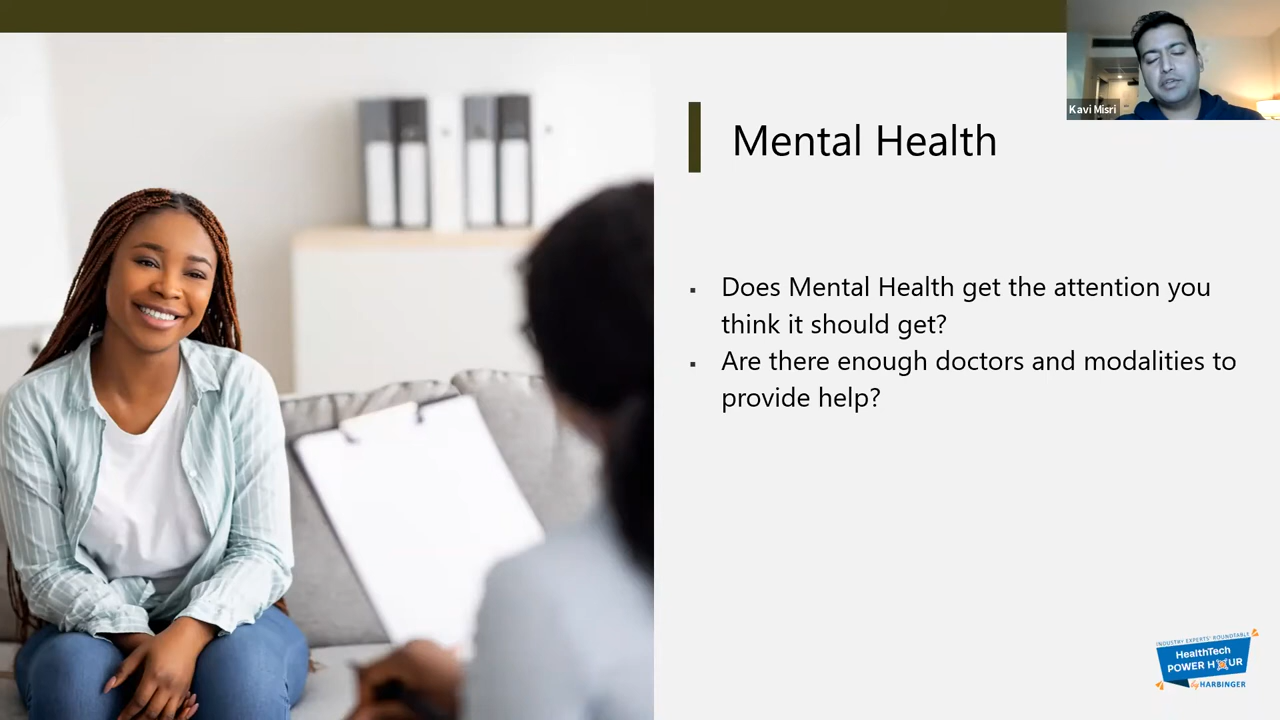 Kavi Misri
Mental Health
▪ Does Mental Health get the attention you
think it should get?
▪ Are there enough doctors and modalities to
provide help?
INDUSTRY EXPERTS' ROUNDTABLE
HealthTech
POWER HOUR
by HARBINGER